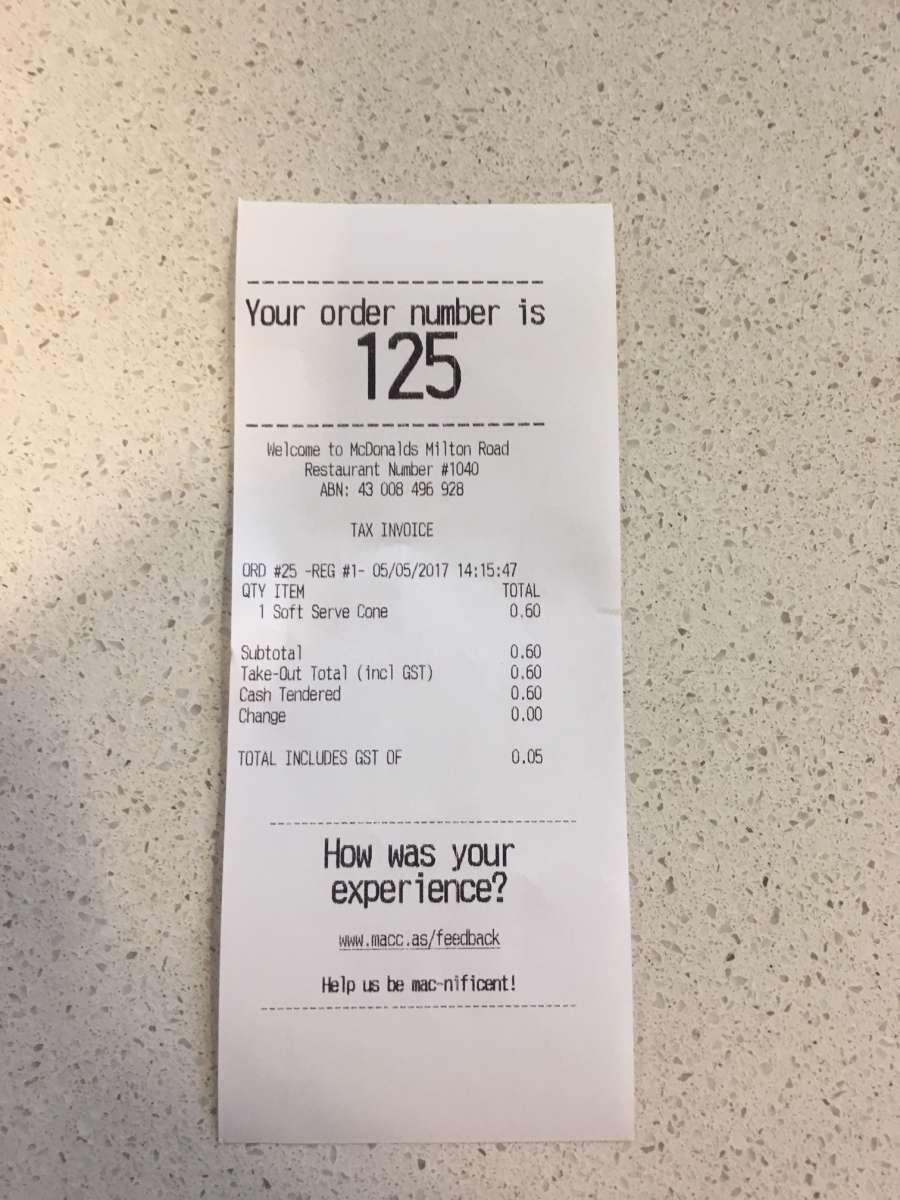 Your order number is
125
Welcome to McDonalds Milton Road
Restaurant Number #1040
ABN: 43 008 496 928
TAX INVOICE
ORD #25 -REG #1- 05/05/2017 14:15:47
QTY ITEM TOTAL
1 Soft Serve Cone 0.60
Subtotal 0.60
Take-Out Total (incl GST) 0.60
Cash Tendered 0.60
Change 0.00
TOTAL INCLUDES GST OF 0.05
How was your
experience?
www.macc.as/feedback
Help us be mac-nificent!